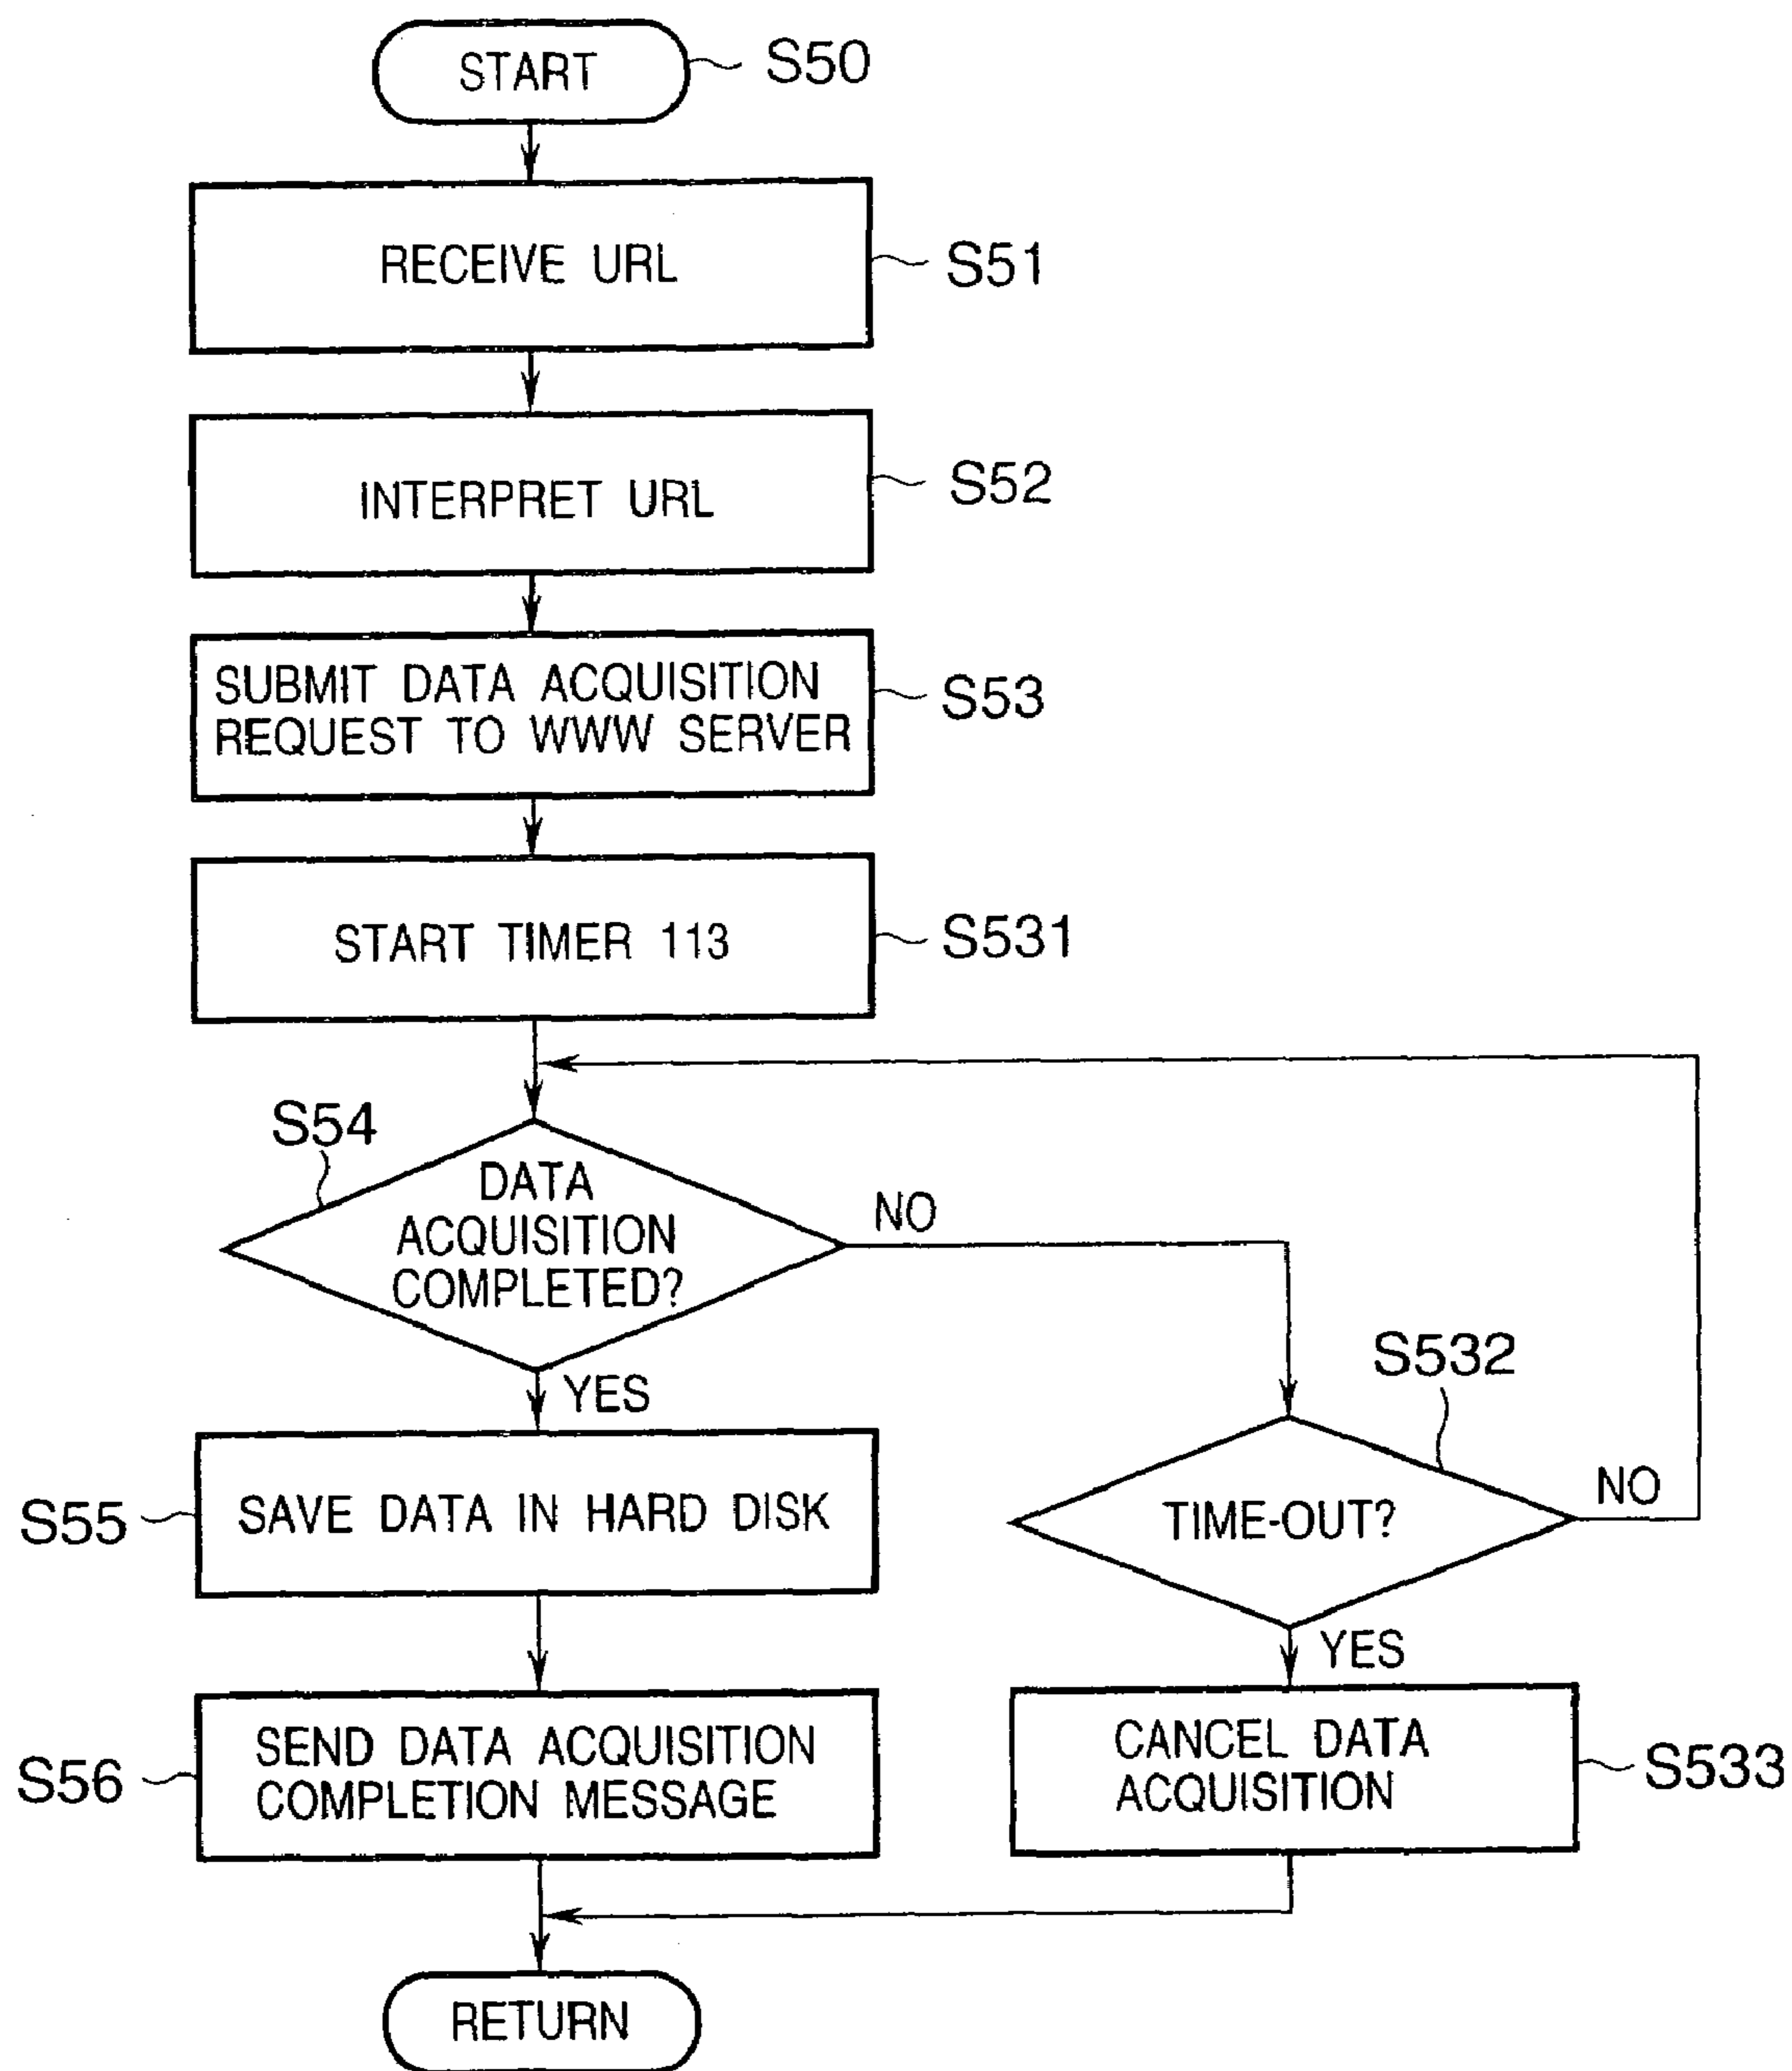 START
S50
RECEIVE URL
S51
INTERPRET URL
S52
SUBMIT DATA ACQUISITION
REQUEST TO WWW SERVER
S53
START TIMER 113
S531
S54
DATA
ACQUISITION
COMPLETED?
NO
YES
S532
TIME-OUT?
NO
YES
S55
SAVE DATA IN HARD DISK
S56
SEND DATA ACQUISITION
COMPLETION MESSAGE
CANCEL DATA
ACQUISITION
S533
RETURN